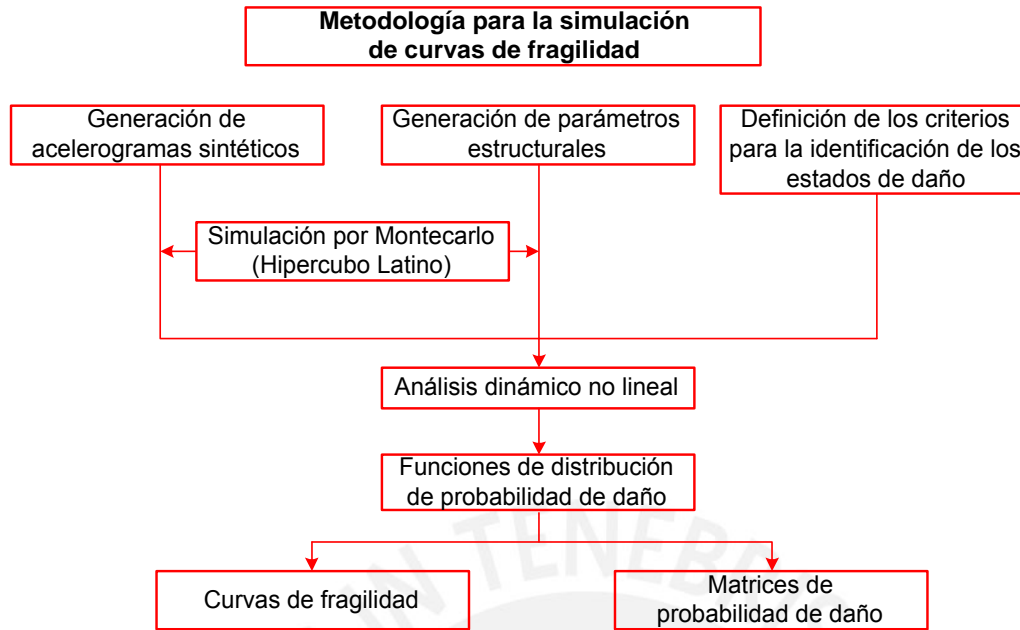 Metodología para la simulación
de curvas de fragilidad
Generación de
acelerogramas sintéticos
Generación de parámetros
estructurales
Definición de los criterios
para la identificación de los
estados de daño
Simulación por Montecarlo
(Hipercubo Latino)
Análisis dinámico no lineal
Funciones de distribución
de probabilidad de daño
Curvas de fragilidad
Matrices de
probabilidad de daño